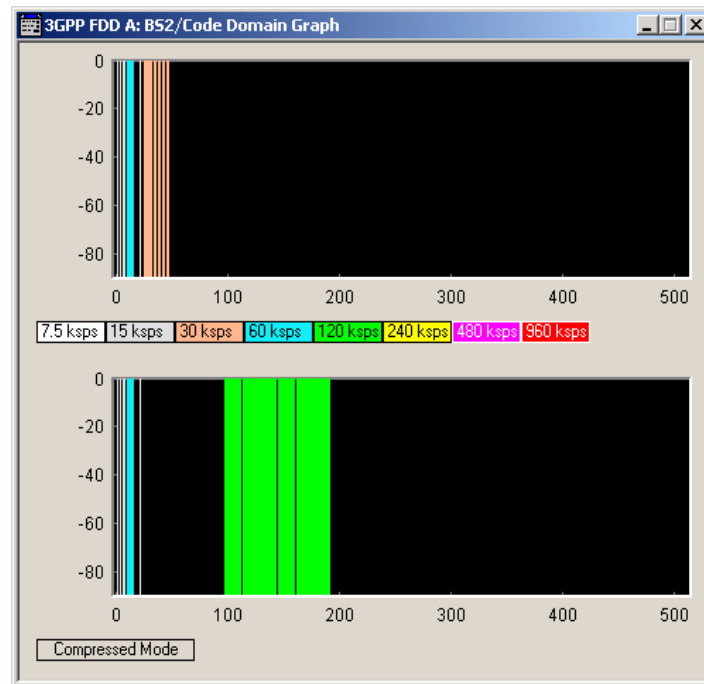 3GPP FDD A: BS2/Code Domain Graph
0
-20
-40
-60
-80
0 100 200 300 400 500
7.5 ksps 15 ksps 30 ksps 60 ksps 120 ksps 240 ksps 480 ksps 960 ksps
0
-20
-40
-60
-80
0 100 200 300 400 500
Compressed Mode